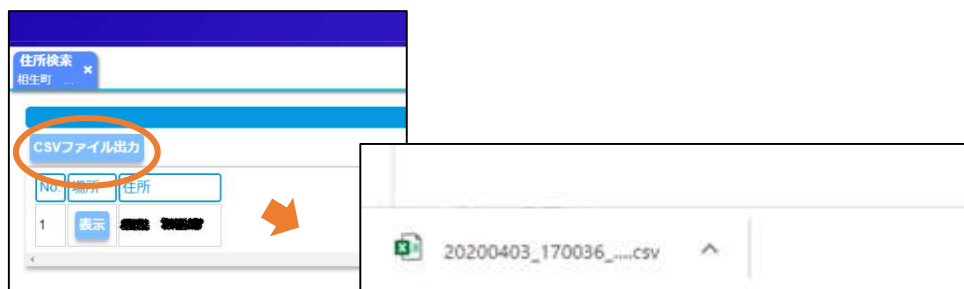 住所検索 ×
相生町 ...
CSVファイル出力
No. 場所 住所
1 表示
20200403_170036_....csv